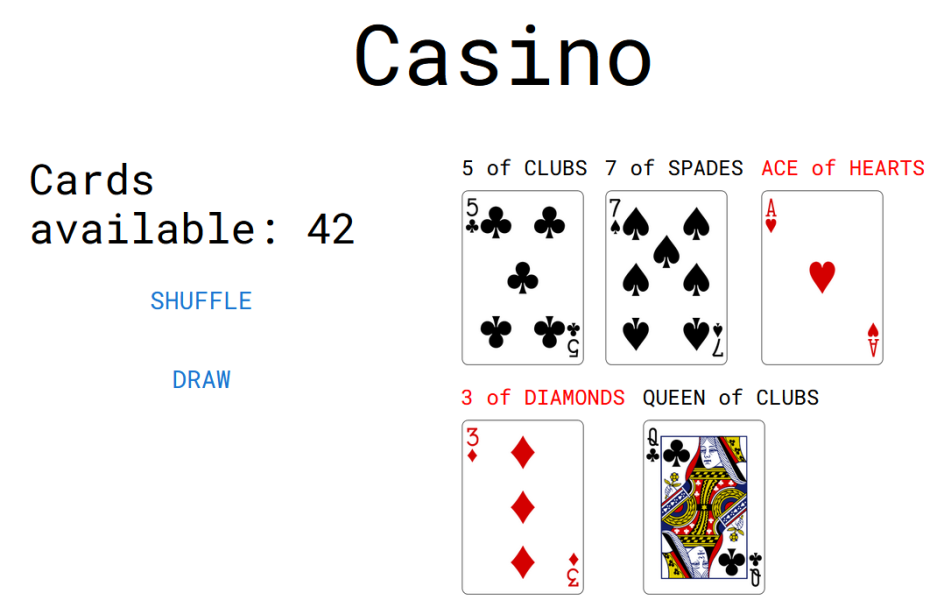 Casino
Cards
available: 42
SHUFFLE
DRAW
5 of CLUBS 7 of SPADES ACE of HEARTS
5 7 A
5 7 A
3 of DIAMONDS QUEEN of CLUBS
3 Q
3 Q